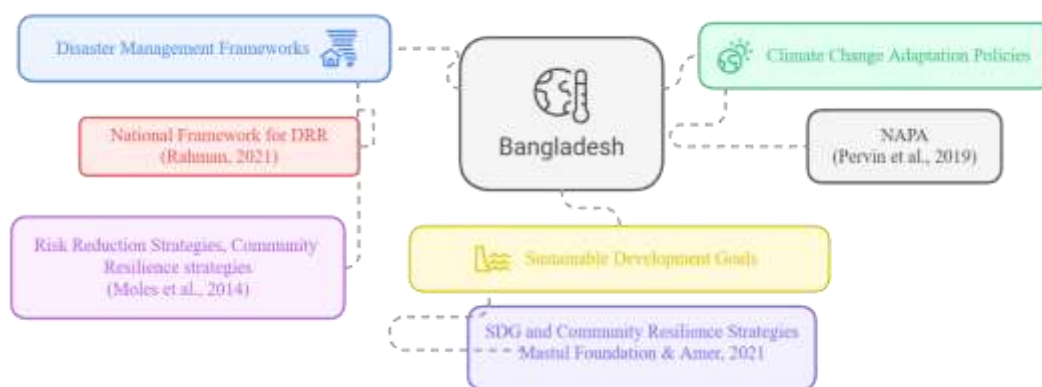 Disaster Management Frameworks
Climate Change Adaptation Policies
Bangladesh
National Framework for DRR
(Rahman, 2021)
NAPA
(Pervin et al., 2019)
Risk Reduction Strategies, Community
Resilience strategies
(Moles et al., 2014)
Sustainable Development Goals
SDG and Community Resilience Strategies
Mastul Foundation & Amer, 2021